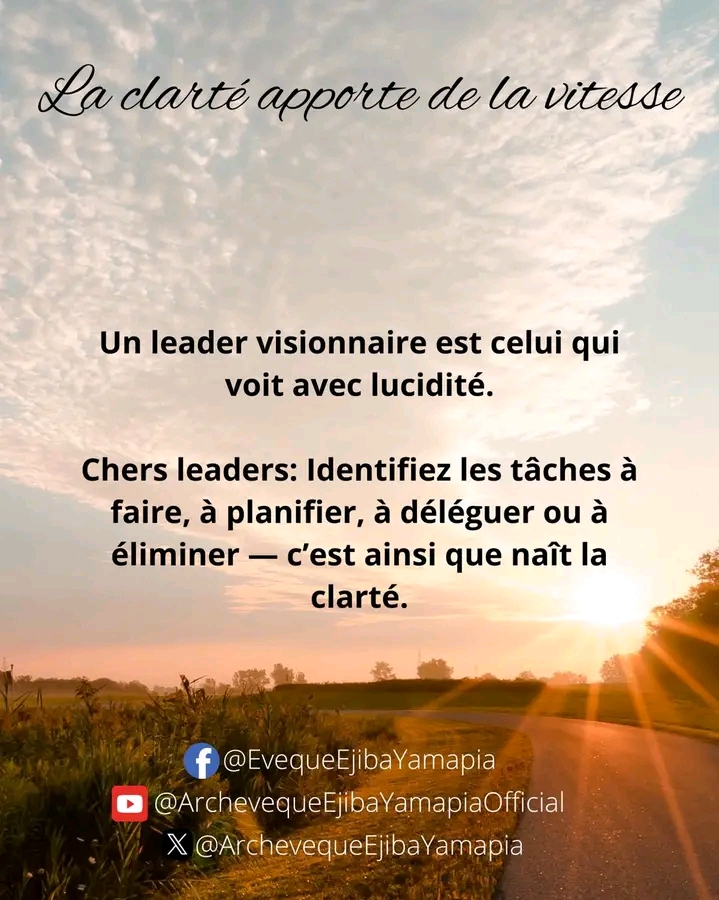 La clarté apporte de la vitesse
Un leader visionnaire est celui qui
voit avec lucidité.
Chers leaders: Identifiez les tâches à
faire, à planifier, à déléguer ou à
éliminer — c’est ainsi que naît la
clarté.
@EvequeEjibaYamapia
@ArchevequeEjibaYamapiaOfficial
@ArchevequeEjibaYamapia